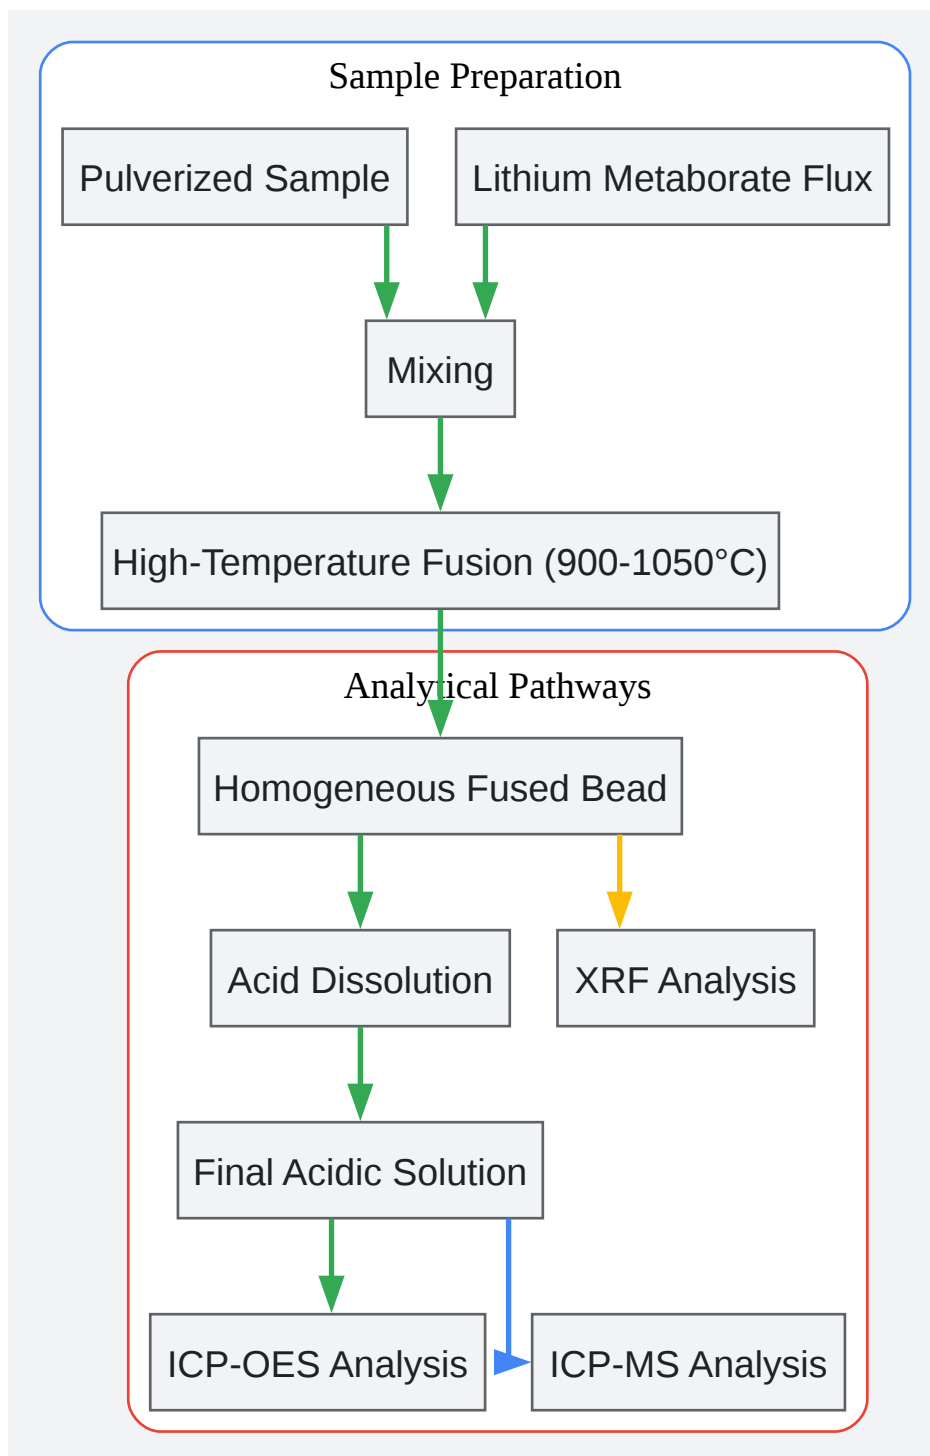 Sample Preparation
Pulverized Sample
Lithium Metaborate Flux
Mixing
High-Temperature Fusion (900-1050°C)
Analytical Pathways
Homogeneous Fused Bead
Acid Dissolution
XRF Analysis
Final Acidic Solution
ICP-OES Analysis
ICP-MS Analysis